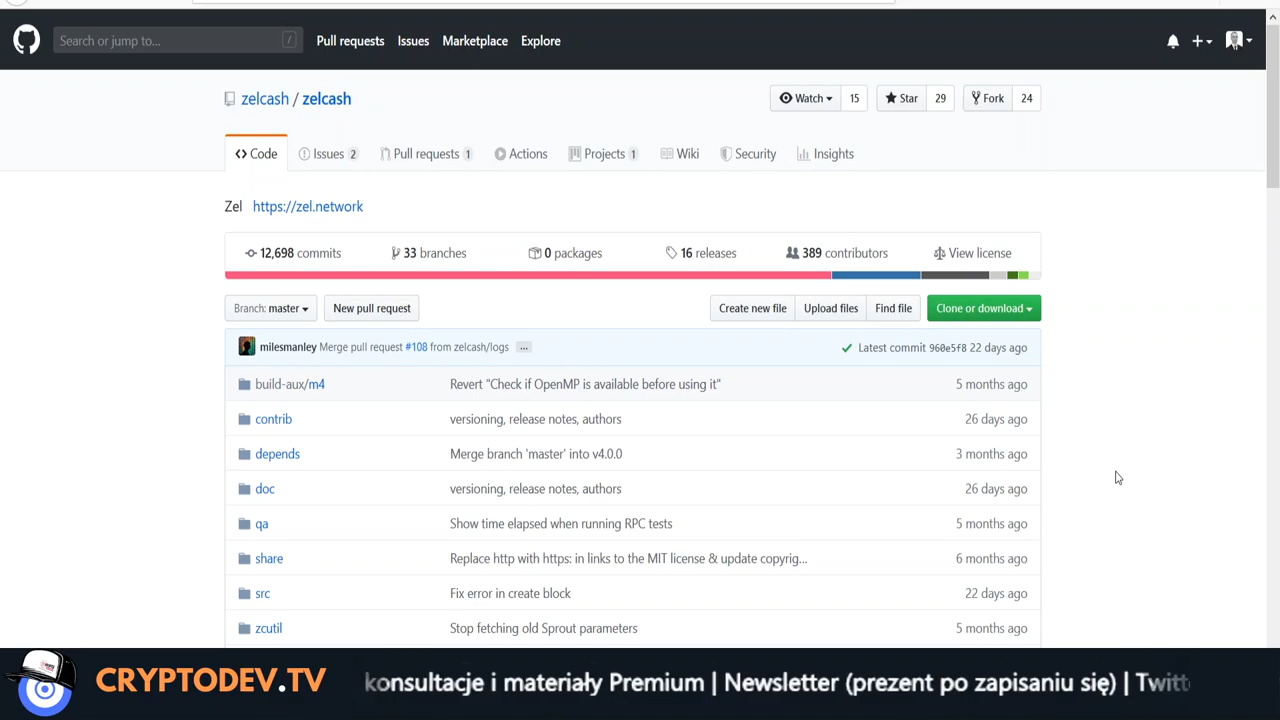 Search or jump to... / Pull requests Issues Marketplace Explore
zelcash / zelcash Watch 15 Star 29 Fork 24
Code Issues 2 Pull requests 1 Actions Projects 1 Wiki Security Insights
Zel https://zel.network
12,698 commits 33 branches 0 packages 16 releases 389 contributors View license
Branch: master New pull request Create new file Upload files Find file Clone or download
milesmanley Merge pull request #108 from zelcash/logs ... Latest commit 960e5f8 22 days ago
build-aux/m4 Revert "Check if OpenMP is available before using it" 5 months ago
contrib versioning, release notes, authors 26 days ago
depends Merge branch 'master' into v4.0.0 3 months ago
doc versioning, release notes, authors 26 days ago
qa Show time elapsed when running RPC tests 5 months ago
share Replace http with https: in links to the MIT license & update copyrig... 6 months ago
src Fix error in create block 22 days ago
zcutil Stop fetching old Sprout parameters 5 months ago
CRYPTODEV.TV konsultacje i materiały Premium | Newsletter (prezent po zapisaniu się) | Twitt